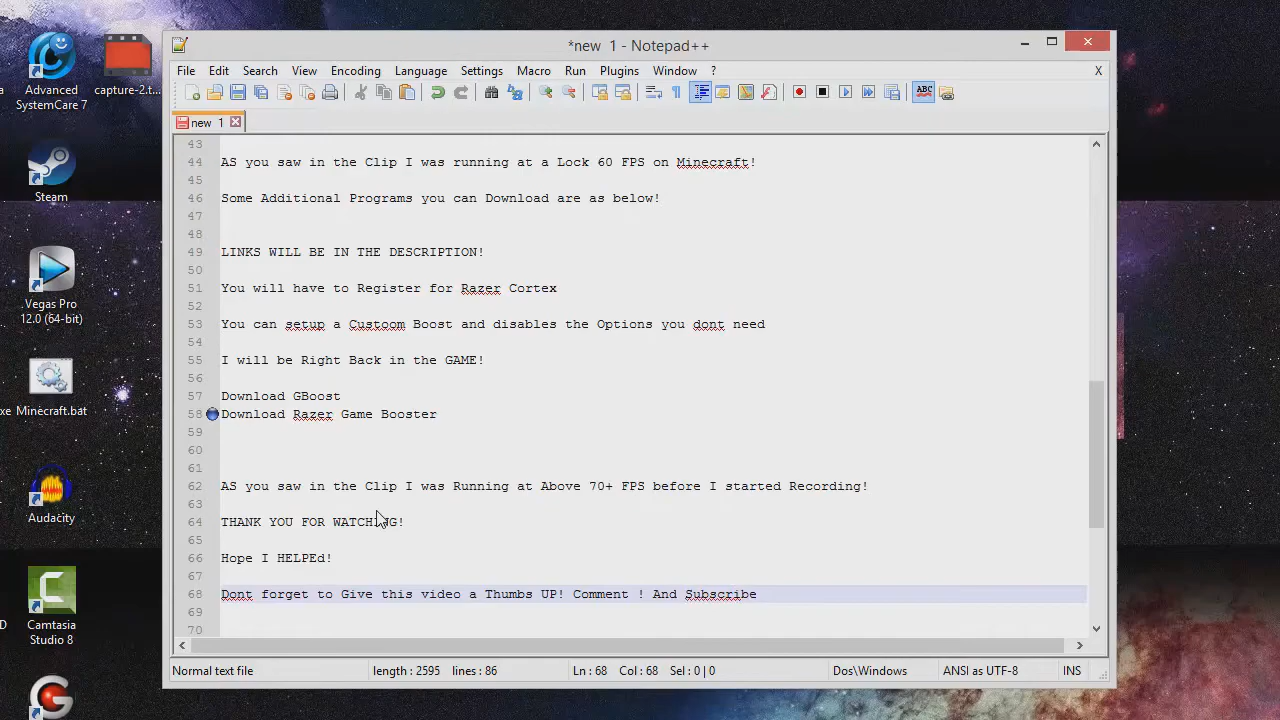 Advanced
SystemCare 7
capture-2.t...
Steam
Vegas Pro
12.0 (64-bit)
xe
Minecraft.bat
Audacity
D
Camtasia
Studio 8
*new 1 - Notepad++
File Edit Search View Encoding Language Settings Macro Run Plugins Window ? X
ABC
new 1
43
44 AS you saw in the Clip I was running at a Lock 60 FPS on Minecraft!
45
46 Some Additional Programs you can Download are as below!
47
48
49 LINKS WILL BE IN THE DESCRIPTION!
50
51 You will have to Register for Razer Cortex
52
53 You can setup a Custoom Boost and disables the Options you dont need
54
55 I will be Right Back in the GAME!
56
57 Download GBoost
58 Download Razer Game Booster
59
60
61
62 AS you saw in the Clip I was Running at Above 70+ FPS before I started Recording!
63
64 THANK YOU FOR WATCHING!
65
66 Hope I HELPEd!
67
68 Dont forget to Give this video a Thumbs UP! Comment ! And Subscribe
69
70
Normal text file length : 2595 lines : 86 Ln : 68 Col : 68 Sel : 0 | 0 Dos\Windows ANSI as UTF-8 INS